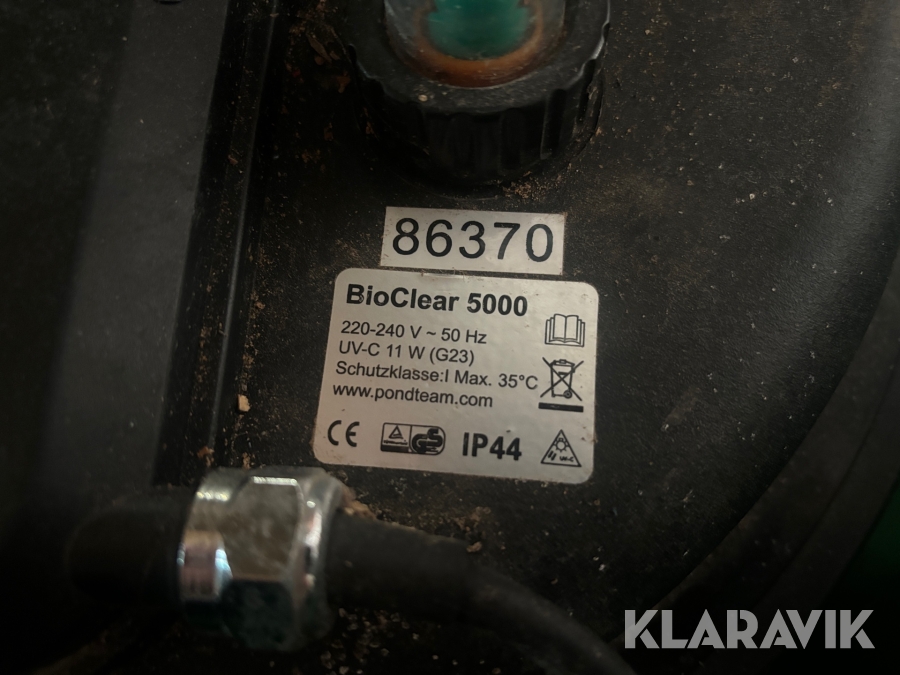 86370
BioClear 5000
220-240 V ~ 50 Hz
UV-C 11 W (G23)
Schutzklasse:I Max. 35°C
www.pondteam.com
CE
IP44
KLARAVIK